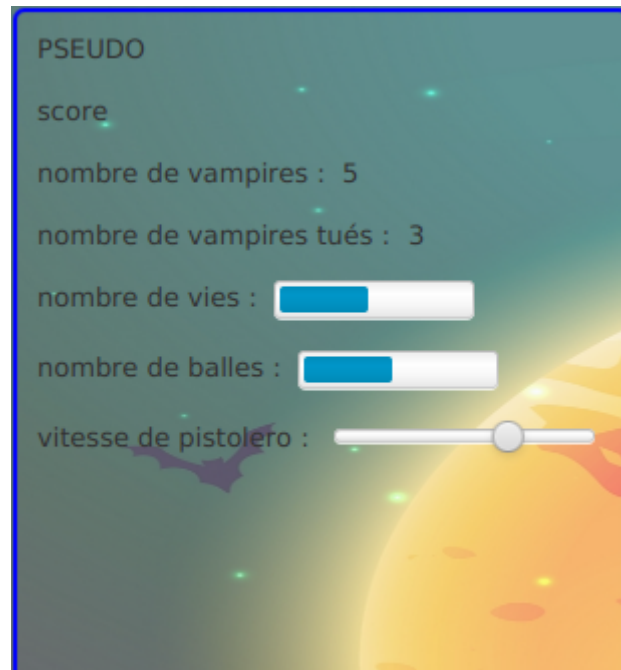 PSEUDO
score
nombre de vampires :  5
nombre de vampires tués :  3
nombre de vies :
nombre de balles :
vitesse de pistolero :